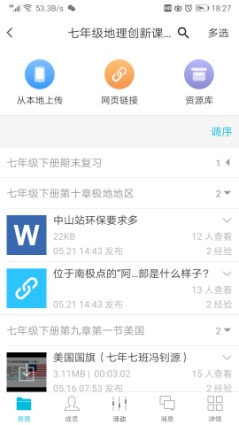 53.3B/s 18:27
七年级地理创新课... 多选
从本地上传 网页链接 资源库
调序
七年级下册期末复习 1
七年级下册第十章极地地区 2
W 中山站环保要求多
22KB 12 人查看
05.21 14:43 发布 2 经验
位于南极点的“阿...部是什么样子？
13 人查看
05.21 14:43 发布 2 经验
七年级下册第九章第一节美国 2
美国国旗（七年七班冯钊源）
3.11MB | 00:03:02 15 人查看
05.16 07:53 发布 2 经验
资源 成员 活动 消息 详情